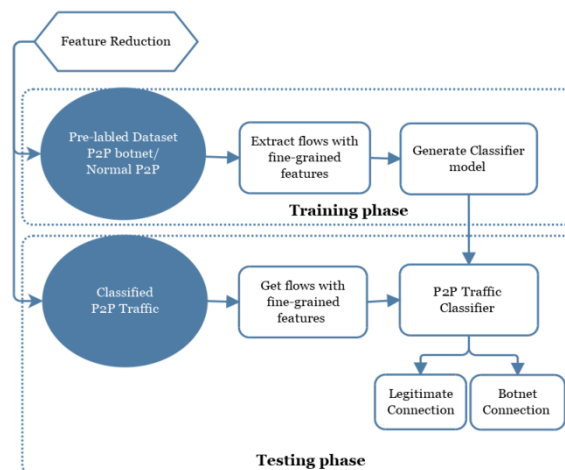 Feature Reduction
Pre-labled Dataset
P2P botnet/
Normal P2P
Extract flows with
fine-grained
features
Generate Classifier
model
Training phase
Classified
P2P Traffic
Get flows with
fine-grained
features
P2P Traffic
Classifier
Legitimate
Connection
Botnet
Connection
Testing phase